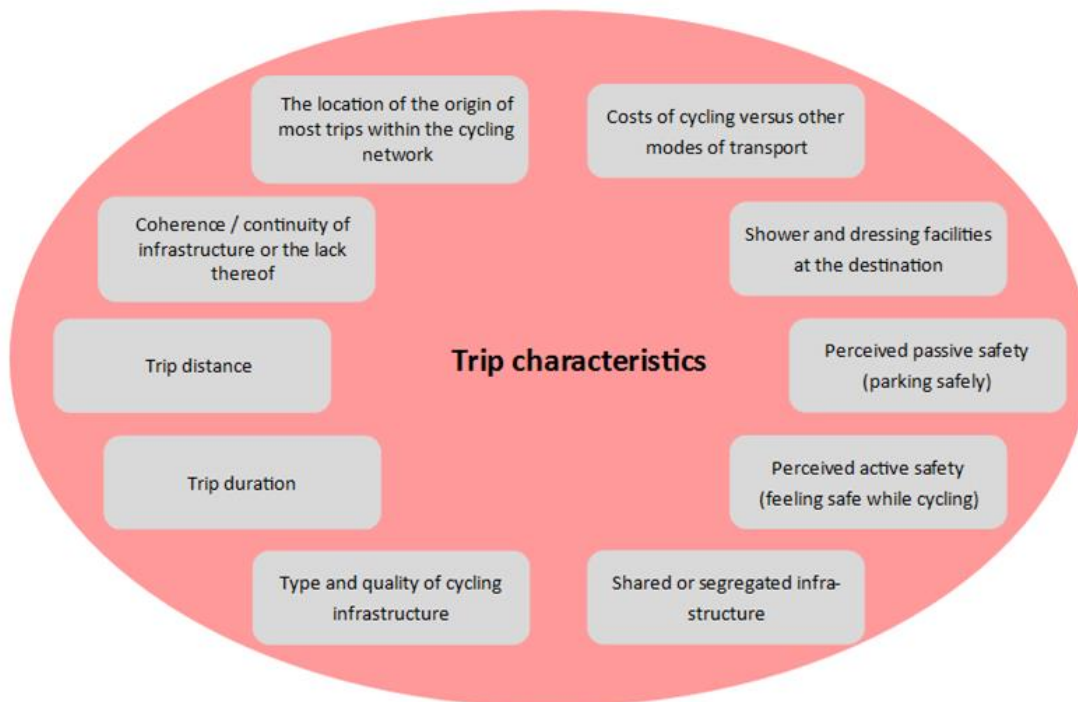 The location of the origin of
most trips within the cycling
network
Costs of cycling versus other
modes of transport
Coherence / continuity of
infrastructure or the lack
thereof
Shower and dressing facilities
at the destination
Trip distance
Trip characteristics
Perceived passive safety
(parking safely)
Trip duration
Perceived active safety
(feeling safe while cycling)
Type and quality of cycling
infrastructure
Shared or segregated infra-
structure